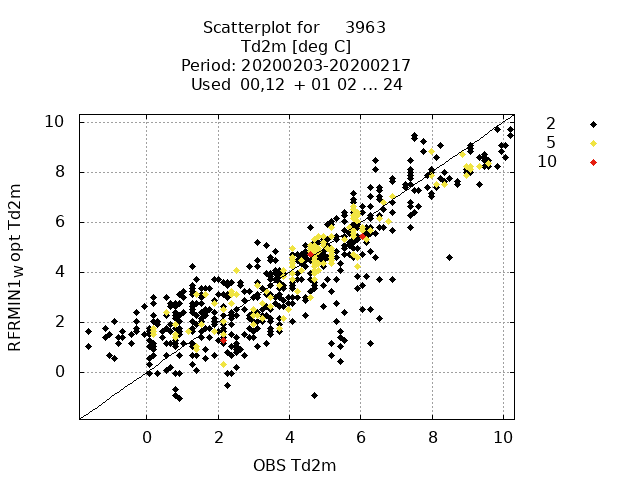 Scatterplot for 3963
Td2m [deg C]
Period: 20200203-20200217
Used 00,12 + 01 02 ... 24
2
5
10
RFRMIN1w opt Td2m
10
8
6
4
2
0
0 2 4 6 8 10
OBS Td2m